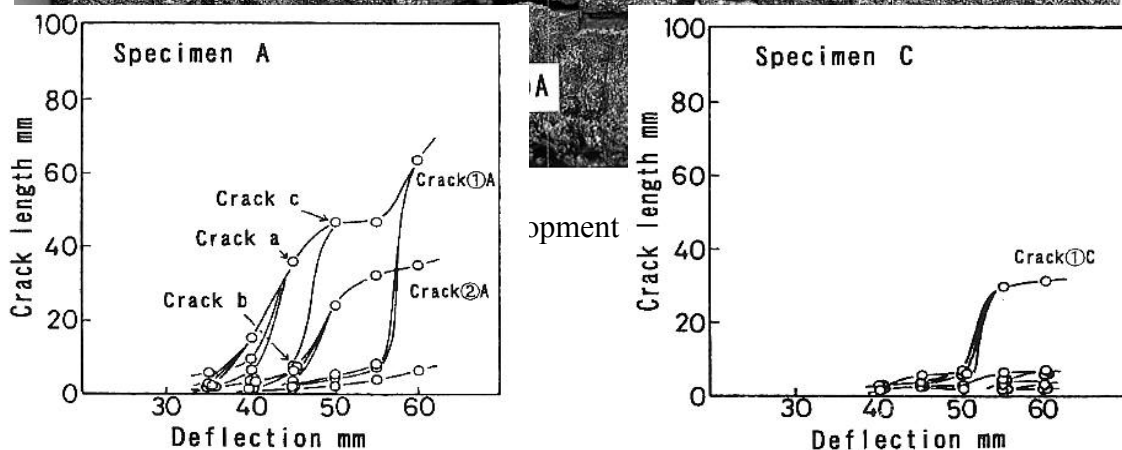 100
80
60
40
20
0
Specimen A
Crack c
Crack a
Crack b
Crack①A
Crack②A
30 40 50 60
Deflection mm
Crack length mm
A
opment
100
80
60
40
20
0
Specimen C
Crack①C
30 40 50 60
Deflection mm
Crack length mm